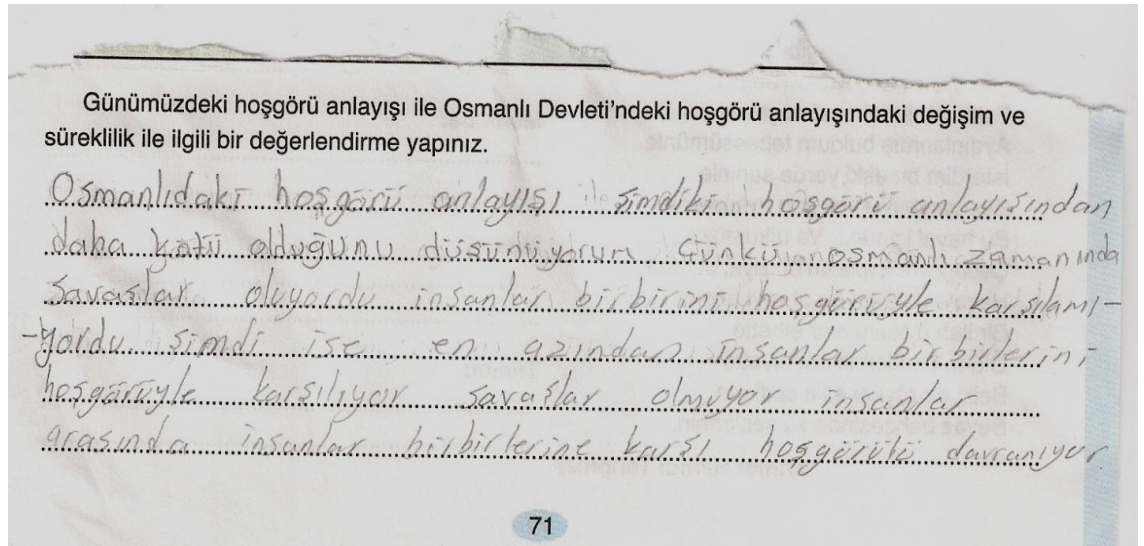 Günümüzdeki hoşgörü anlayışı ile Osmanlı Devleti'ndeki hoşgörü anlayışındaki değişim ve
süreklilik ile ilgili bir değerlendirme yapınız.
Osmanlıdaki hoşgörü anlayışı ile şimdiki hoşgörü anlayışından
daha kötü olduğunu düşünüyorum Çünkü osmanlı zamanında
Savaşlar oluyordu insanlar birbirini hoşgörüyle karşılamı-
-yordu şimdi ise en azından insanlar birbirlerini
hoşgörüyle karşılıyor savaşlar olmuyor insanlar
arasında insanlar birbirlerine karşı hoşgörülü davranıyor
71